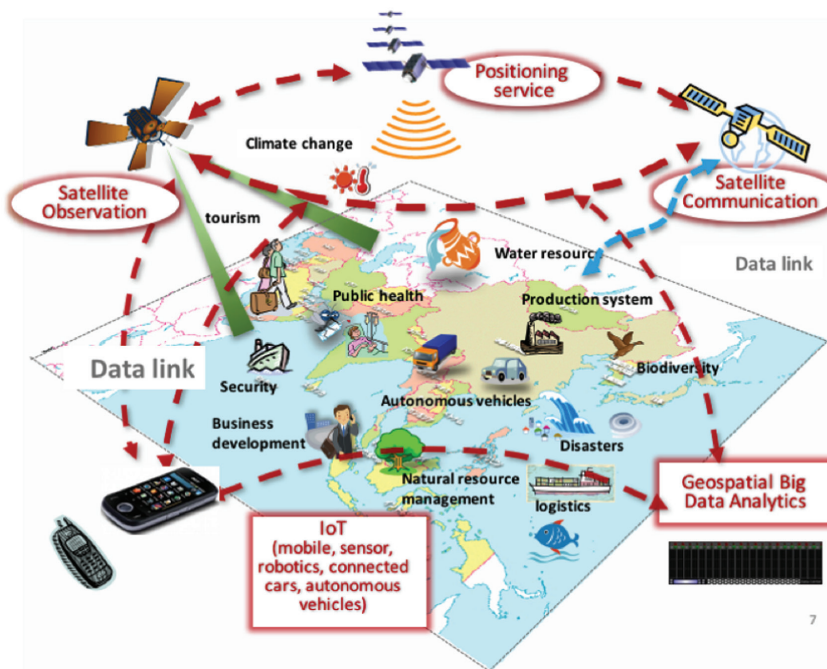 Positioning
service
Climate change
Satellite
Observation
Satellite
Communication
tourism
Water resourc
Data link
Public health
Production system
Data link
Security
Biodiversity
Autonomous vehicles
Business
development
Disasters
Natural resource
management
logistics
Geospatial Big
Data Analytics
IoT
(mobile, sensor,
robotics, connected
cars, autonomous
vehicles)
7